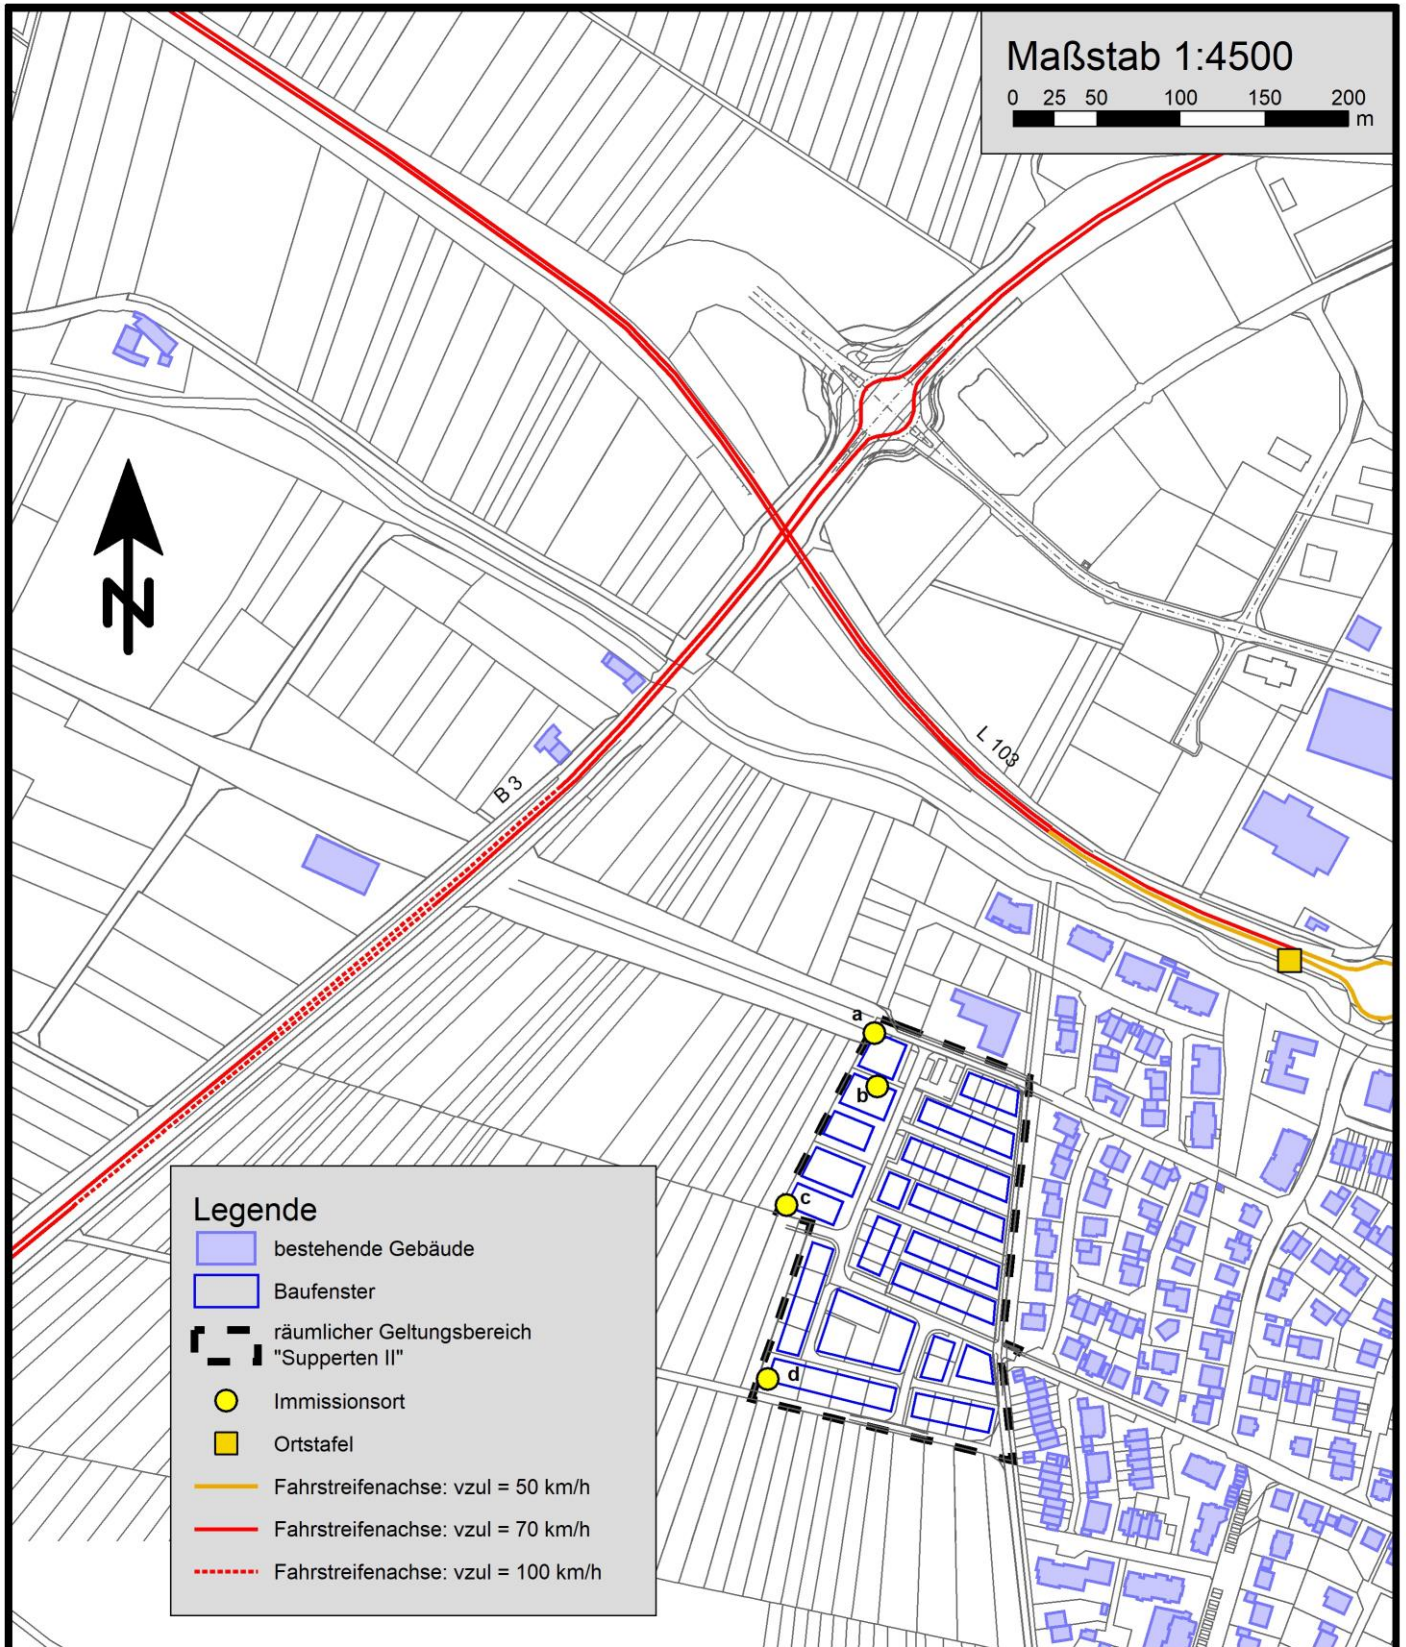 Maßstab 1:4500
0 25 50 100 150 200
m
N
L 103
B 3
a
b
c
d
Legende
bestehende Gebäude
Baufenster
räumlicher Geltungsbereich
"Supperten II"
Immissionsort
Ortstafel
Fahrstreifenachse: vzul = 50 km/h
Fahrstreifenachse: vzul = 70 km/h
Fahrstreifenachse: vzul = 100 km/h